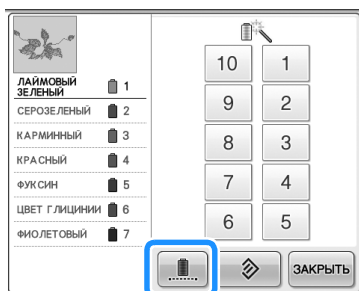 ЛАЙМОВЫЙ
ЗЕЛЕНЫЙ 1
СЕРОЗЕЛЕНЫЙ 2
КАРМИННЫЙ 3
КРАСНЫЙ 4
ФУКСИН 5
ЦВЕТ ГЛИЦИНИИ 6
ФИОЛЕТОВЫЙ 7
10 1
9 2
8 3
7 4
6 5
ЗАКРЫТЬ